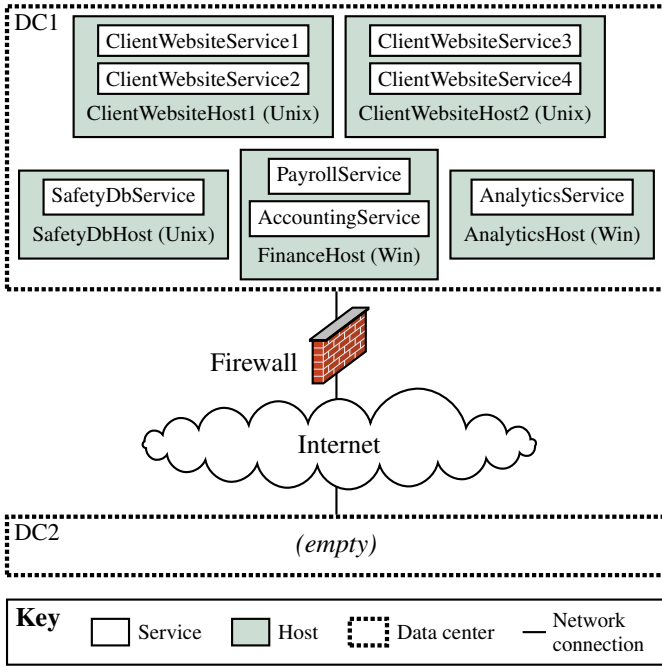 DC1
ClientWebsiteService1
ClientWebsiteService2
ClientWebsiteHost1 (Unix)
ClientWebsiteService3
ClientWebsiteService4
ClientWebsiteHost2 (Unix)
SafetyDbService
SafetyDbHost (Unix)
PayrollService
AccountingService
FinanceHost (Win)
AnalyticsService
AnalyticsHost (Win)
Firewall
Internet
DC2
(empty)
Key
Service
Host
Data center
Network
connection